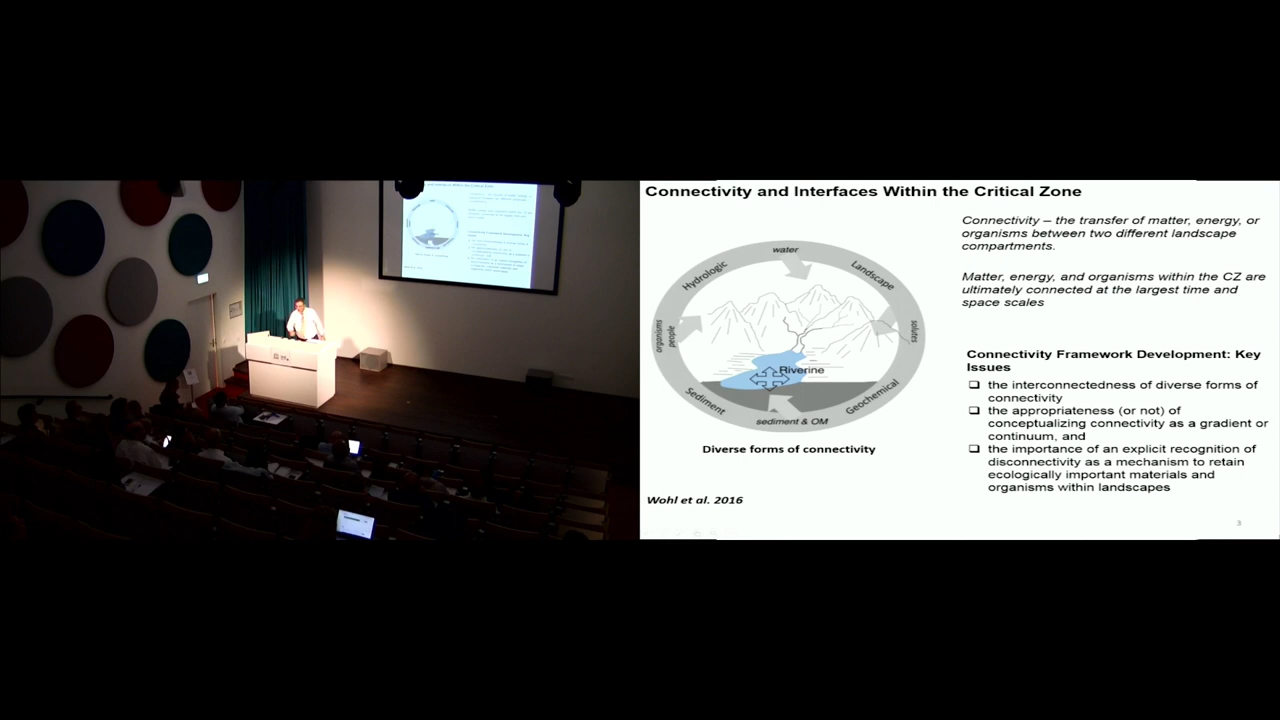 Connectivity and Interfaces Within the Critical Zone
Connectivity – the transfer of matter, energy, or
organisms between two different landscape
compartments.
Matter, energy, and organisms within the CZ are
ultimately connected at the largest time and
space scales
water
Hydrologic
Landscape
organisms
people
solutes
Riverine
Sediment
Geochemical
sediment & OM
Diverse forms of connectivity
Wohl et al. 2016
Connectivity Framework Development: Key
Issues
the interconnectedness of diverse forms of
connectivity
the appropriateness (or not) of
conceptualizing connectivity as a gradient or
continuum, and
the importance of an explicit recognition of
disconnectivity as a mechanism to retain
ecologically important materials and
organisms within landscapes
3